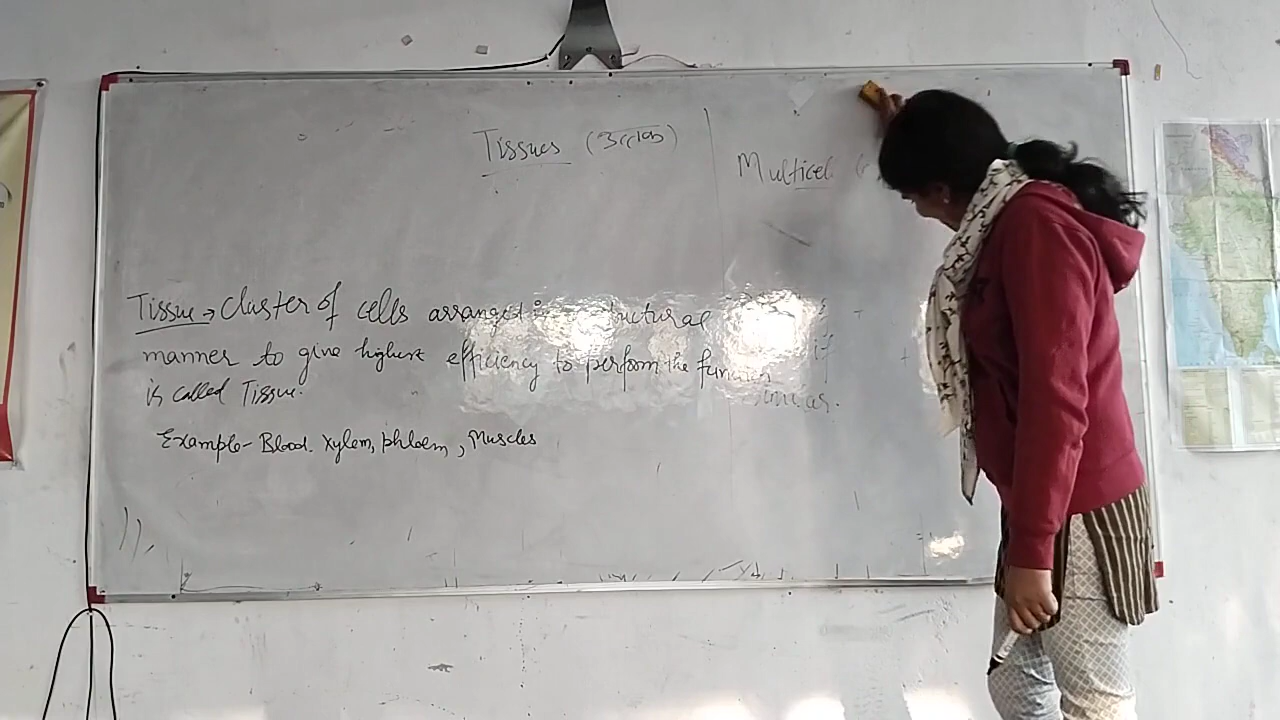 Tissues (ऊतक)
Multicel
Tissue → Cluster of cells arranged in structural
manner to give highest efficiency to perform the function
is called Tissue.
Example- Blood. Xylem, phloem, Muscles